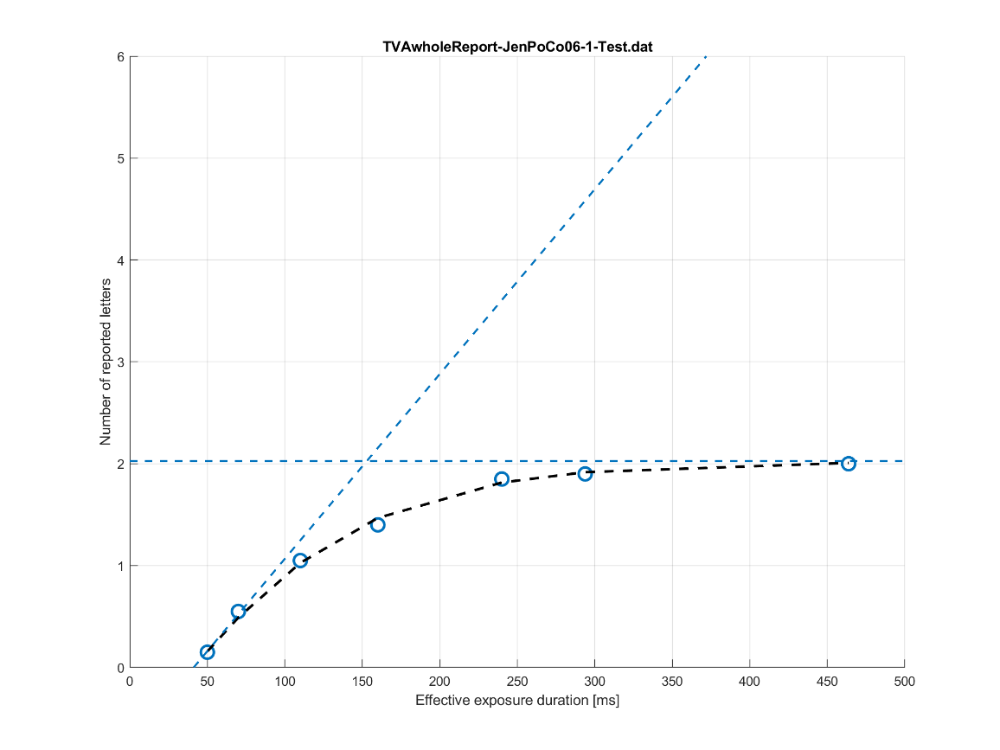 TVAwholeReport-JenPoCo06-1-Test.dat
6
5
4
3
2
1
0
Number of reported letters
0 50 100 150 200 250 300 350 400 450 500
Effective exposure duration [ms]